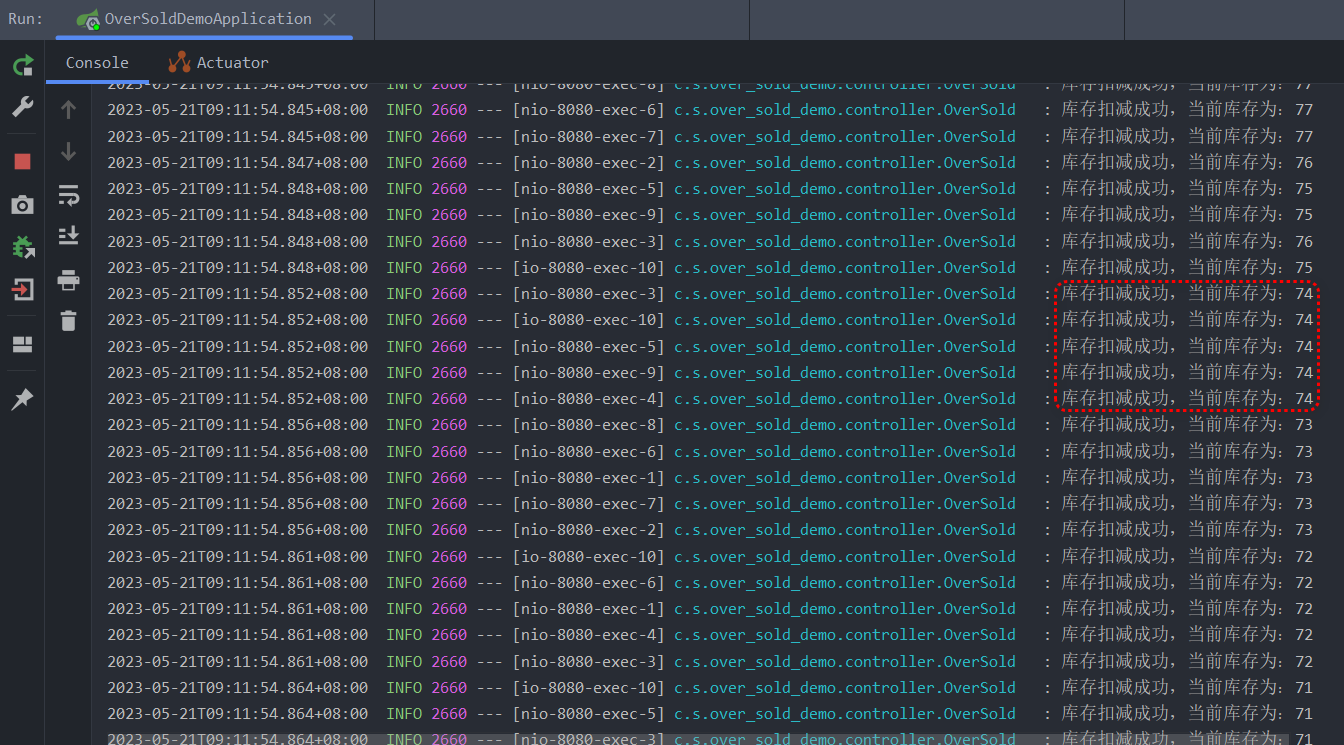 Run: OverSoldDemoApplication
Console Actuator
2023-05-21T09:11:54.845+08:00 INFO 2660 --- [nio-8080-exec-8] c.s.over_sold_demo.controller.OverSold : 库存扣减成功，当前库存为：77
2023-05-21T09:11:54.845+08:00 INFO 2660 --- [nio-8080-exec-6] c.s.over_sold_demo.controller.OverSold : 库存扣减成功，当前库存为：77
2023-05-21T09:11:54.845+08:00 INFO 2660 --- [nio-8080-exec-7] c.s.over_sold_demo.controller.OverSold : 库存扣减成功，当前库存为：77
2023-05-21T09:11:54.847+08:00 INFO 2660 --- [nio-8080-exec-2] c.s.over_sold_demo.controller.OverSold : 库存扣减成功，当前库存为：76
2023-05-21T09:11:54.848+08:00 INFO 2660 --- [nio-8080-exec-5] c.s.over_sold_demo.controller.OverSold : 库存扣减成功，当前库存为：75
2023-05-21T09:11:54.848+08:00 INFO 2660 --- [nio-8080-exec-9] c.s.over_sold_demo.controller.OverSold : 库存扣减成功，当前库存为：75
2023-05-21T09:11:54.848+08:00 INFO 2660 --- [nio-8080-exec-3] c.s.over_sold_demo.controller.OverSold : 库存扣减成功，当前库存为：76
2023-05-21T09:11:54.848+08:00 INFO 2660 --- [io-8080-exec-10] c.s.over_sold_demo.controller.OverSold : 库存扣减成功，当前库存为：75
2023-05-21T09:11:54.852+08:00 INFO 2660 --- [nio-8080-exec-3] c.s.over_sold_demo.controller.OverSold : 库存扣减成功，当前库存为：74
2023-05-21T09:11:54.852+08:00 INFO 2660 --- [io-8080-exec-10] c.s.over_sold_demo.controller.OverSold : 库存扣减成功，当前库存为：74
2023-05-21T09:11:54.852+08:00 INFO 2660 --- [nio-8080-exec-5] c.s.over_sold_demo.controller.OverSold : 库存扣减成功，当前库存为：74
2023-05-21T09:11:54.852+08:00 INFO 2660 --- [nio-8080-exec-9] c.s.over_sold_demo.controller.OverSold : 库存扣减成功，当前库存为：74
2023-05-21T09:11:54.852+08:00 INFO 2660 --- [nio-8080-exec-4] c.s.over_sold_demo.controller.OverSold : 库存扣减成功，当前库存为：74
2023-05-21T09:11:54.856+08:00 INFO 2660 --- [nio-8080-exec-8] c.s.over_sold_demo.controller.OverSold : 库存扣减成功，当前库存为：73
2023-05-21T09:11:54.856+08:00 INFO 2660 --- [nio-8080-exec-6] c.s.over_sold_demo.controller.OverSold : 库存扣减成功，当前库存为：73
2023-05-21T09:11:54.856+08:00 INFO 2660 --- [nio-8080-exec-1] c.s.over_sold_demo.controller.OverSold : 库存扣减成功，当前库存为：73
2023-05-21T09:11:54.856+08:00 INFO 2660 --- [nio-8080-exec-7] c.s.over_sold_demo.controller.OverSold : 库存扣减成功，当前库存为：73
2023-05-21T09:11:54.856+08:00 INFO 2660 --- [nio-8080-exec-2] c.s.over_sold_demo.controller.OverSold : 库存扣减成功，当前库存为：73
2023-05-21T09:11:54.861+08:00 INFO 2660 --- [io-8080-exec-10] c.s.over_sold_demo.controller.OverSold : 库存扣减成功，当前库存为：72
2023-05-21T09:11:54.861+08:00 INFO 2660 --- [nio-8080-exec-6] c.s.over_sold_demo.controller.OverSold : 库存扣减成功，当前库存为：72
2023-05-21T09:11:54.861+08:00 INFO 2660 --- [nio-8080-exec-1] c.s.over_sold_demo.controller.OverSold : 库存扣减成功，当前库存为：72
2023-05-21T09:11:54.861+08:00 INFO 2660 --- [nio-8080-exec-4] c.s.over_sold_demo.controller.OverSold : 库存扣减成功，当前库存为：72
2023-05-21T09:11:54.861+08:00 INFO 2660 --- [nio-8080-exec-3] c.s.over_sold_demo.controller.OverSold : 库存扣减成功，当前库存为：72
2023-05-21T09:11:54.864+08:00 INFO 2660 --- [io-8080-exec-10] c.s.over_sold_demo.controller.OverSold : 库存扣减成功，当前库存为：71
2023-05-21T09:11:54.864+08:00 INFO 2660 --- [nio-8080-exec-5] c.s.over_sold_demo.controller.OverSold : 库存扣减成功，当前库存为：71
2023-05-21T09:11:54.864+08:00 INFO 2660 --- [nio-8080-exec-3] c.s.over_sold_demo.controller.OverSold : 库存扣减成功，当前库存为：71